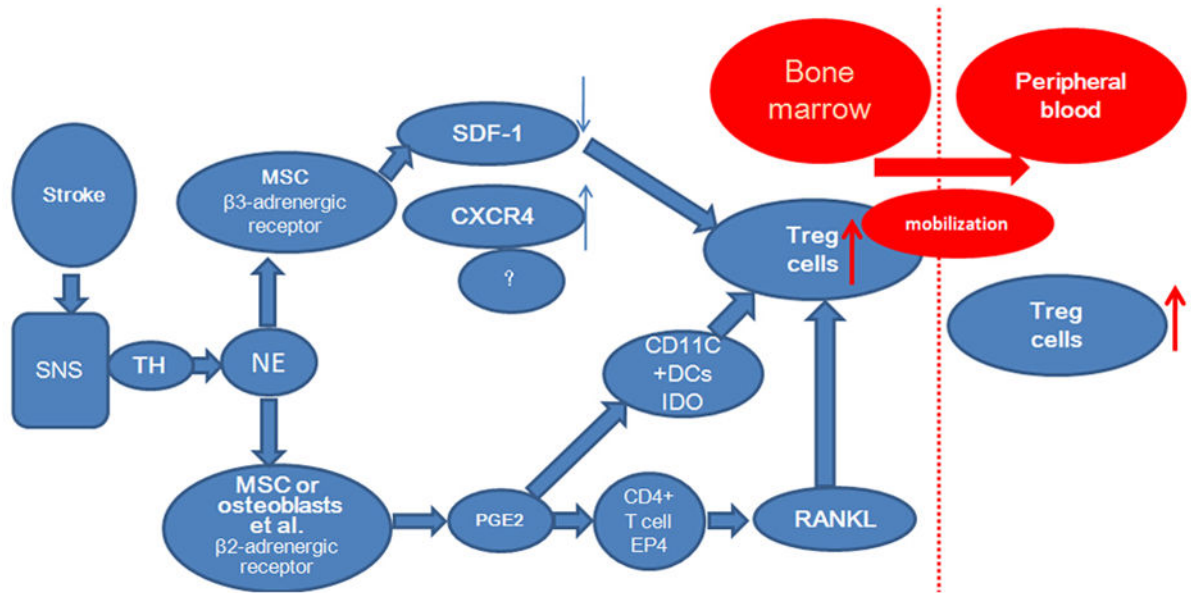 Bone
marrow
Peripheral
blood
SDF-1
Stroke
MSC
β3-adrenergic
receptor
CXCR4
?
Treg
cells
mobilization
Treg
cells
SNS
TH
NE
CD11C
+DCs
IDO
MSC or
osteoblasts
et al.
β2-adrenergic
receptor
PGE2
CD4+
T cell
EP4
RANKL